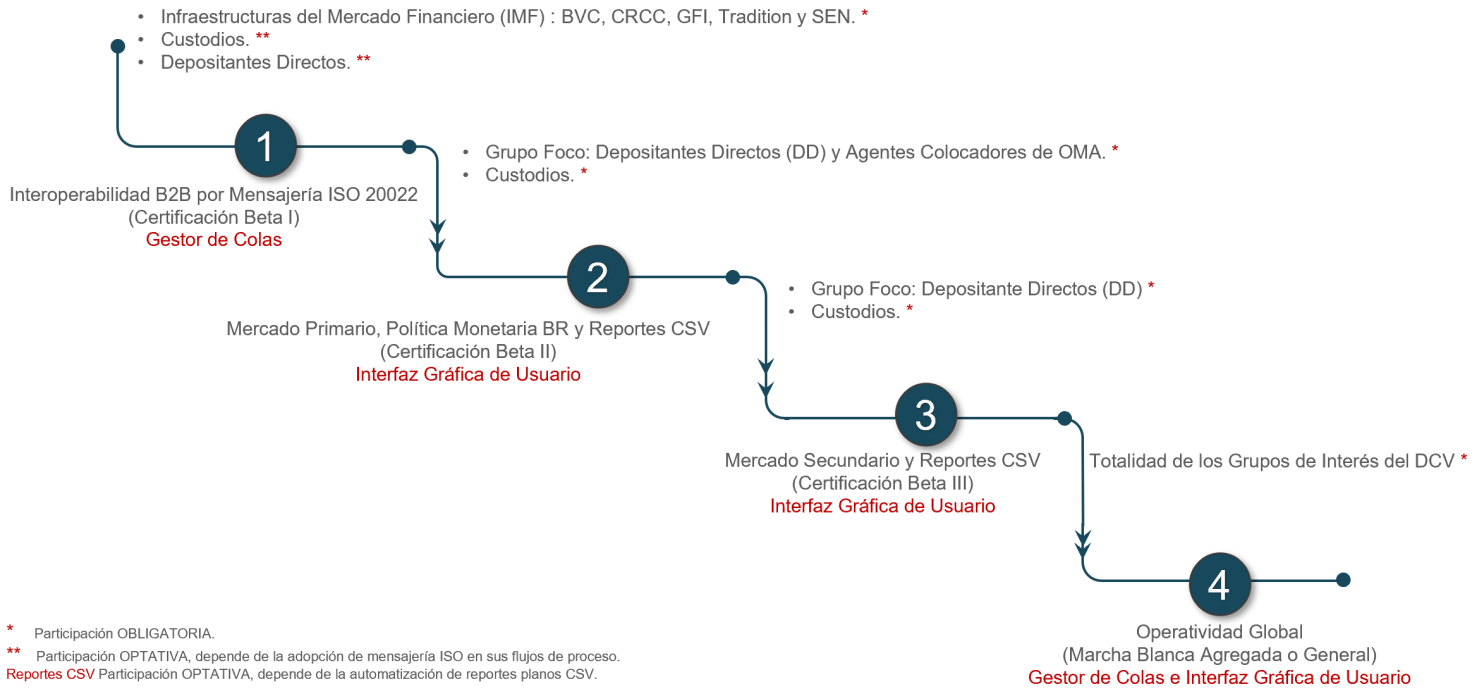 • Infraestructuras del Mercado Financiero (IMF) : BVC, CRCC, GFI, Tradition y SEN. *
• Custodios. **
• Depositantes Directos. **
1
Interoperabilidad B2B por Mensajería ISO 20022
(Certificación Beta I)
Gestor de Colas
• Grupo Foco: Depositantes Directos (DD) y Agentes Colocadores de OMA. *
• Custodios. *
2
Mercado Primario, Política Monetaria BR y Reportes CSV
(Certificación Beta II)
Interfaz Gráfica de Usuario
• Grupo Foco: Depositante Directos (DD) *
• Custodios. *
3
Mercado Secundario y Reportes CSV
(Certificación Beta III)
Interfaz Gráfica de Usuario
Totalidad de los Grupos de Interés del DCV *
4
Operatividad Global
(Marcha Blanca Agregada o General)
Gestor de Colas e Interfaz Gráfica de Usuario
* Participación OBLIGATORIA.
** Participación OPTATIVA, depende de la adopción de mensajería ISO en sus flujos de proceso.
Reportes CSV Participación OPTATIVA, depende de la automatización de reportes planos CSV.